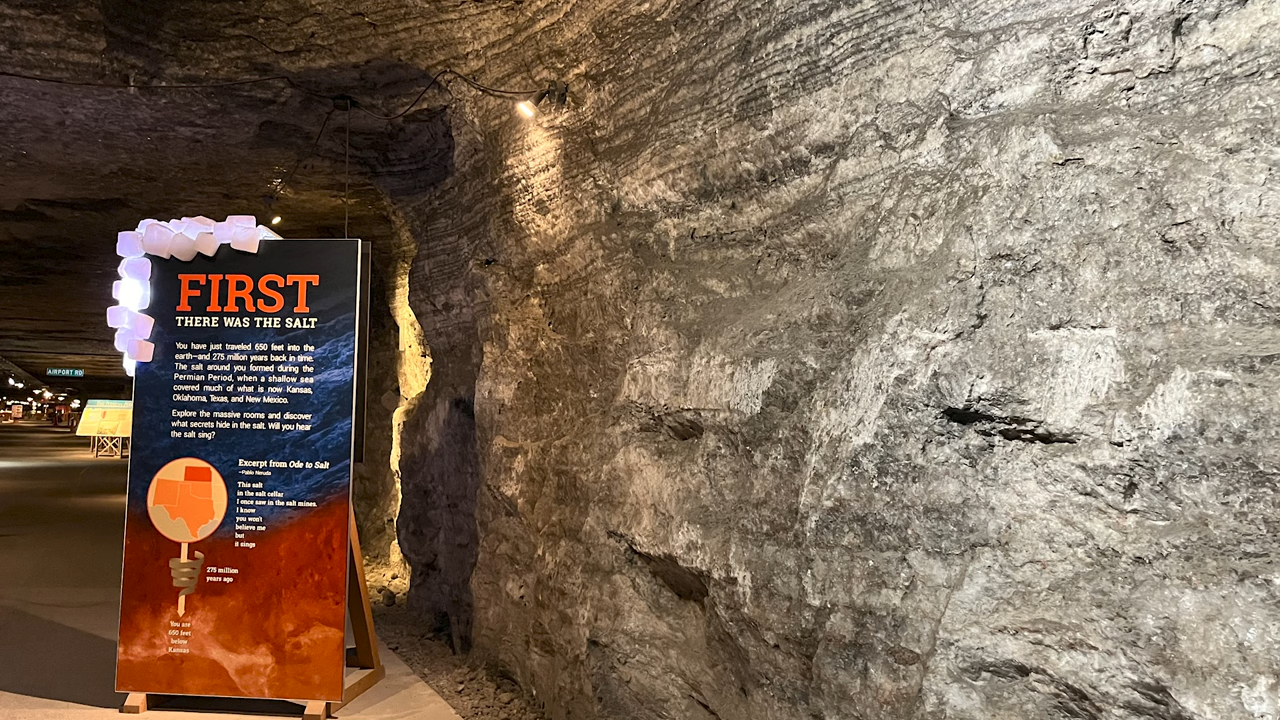 FIRST
THERE WAS THE SALT
You have just traveled 650 feet into the
earth—and 275 million years back in time.
The salt around you formed during the
Permian Period, when a shallow sea
covered much of what is now Kansas,
Oklahoma, Texas, and New Mexico.
Explore the massive rooms and discover
what secrets hide in the salt. Will you hear
the salt sing?
Excerpt from Ode to Salt
—Pablo Neruda
This salt
in the salt cellar
I once saw in the salt mines.
I know
you won't
believe me
but
it sings
275 million
years ago
You are
650 feet
below
Kansas
AIRPORT RD